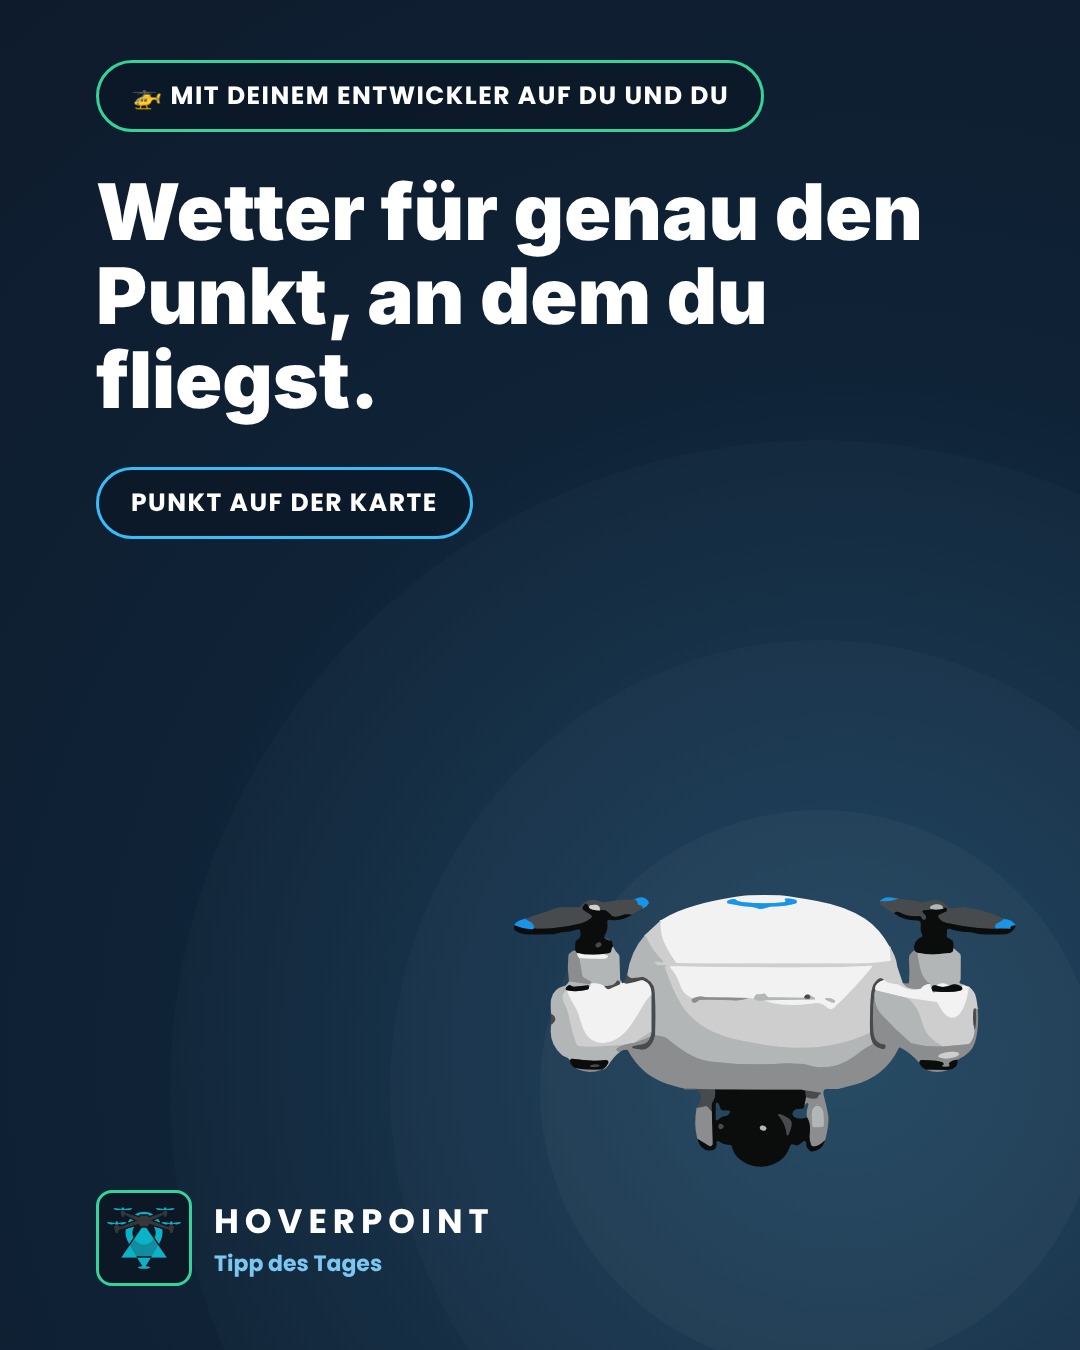 🚁 MIT DEINEM ENTWICKLER AUF DU UND DU
Wetter für genau den
Punkt, an dem du
fliegst.
PUNKT AUF DER KARTE
HOVERPOINT
Tipp des Tages